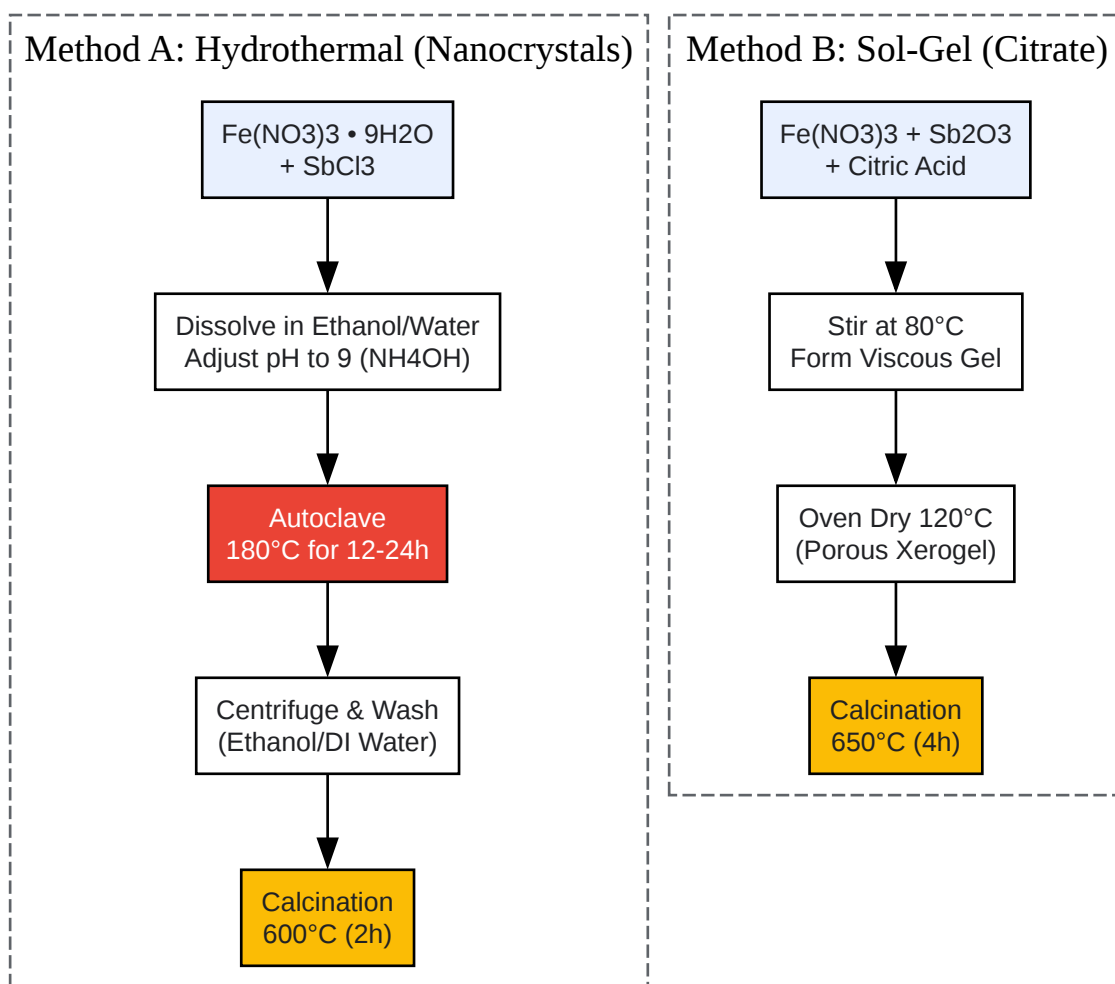 Method A: Hydrothermal (Nanocrystals)
Fe(NO3)3 • 9H2O
+ SbCl3
Dissolve in Ethanol/Water
Adjust pH to 9 (NH4OH)
Autoclave
180°C for 12-24h
Centrifuge & Wash
(Ethanol/DI Water)
Calcination
600°C (2h)
Method B: Sol-Gel (Citrate)
Fe(NO3)3 + Sb2O3
+ Citric Acid
Stir at 80°C
Form Viscous Gel
Oven Dry 120°C
(Porous Xerogel)
Calcination
650°C (4h)